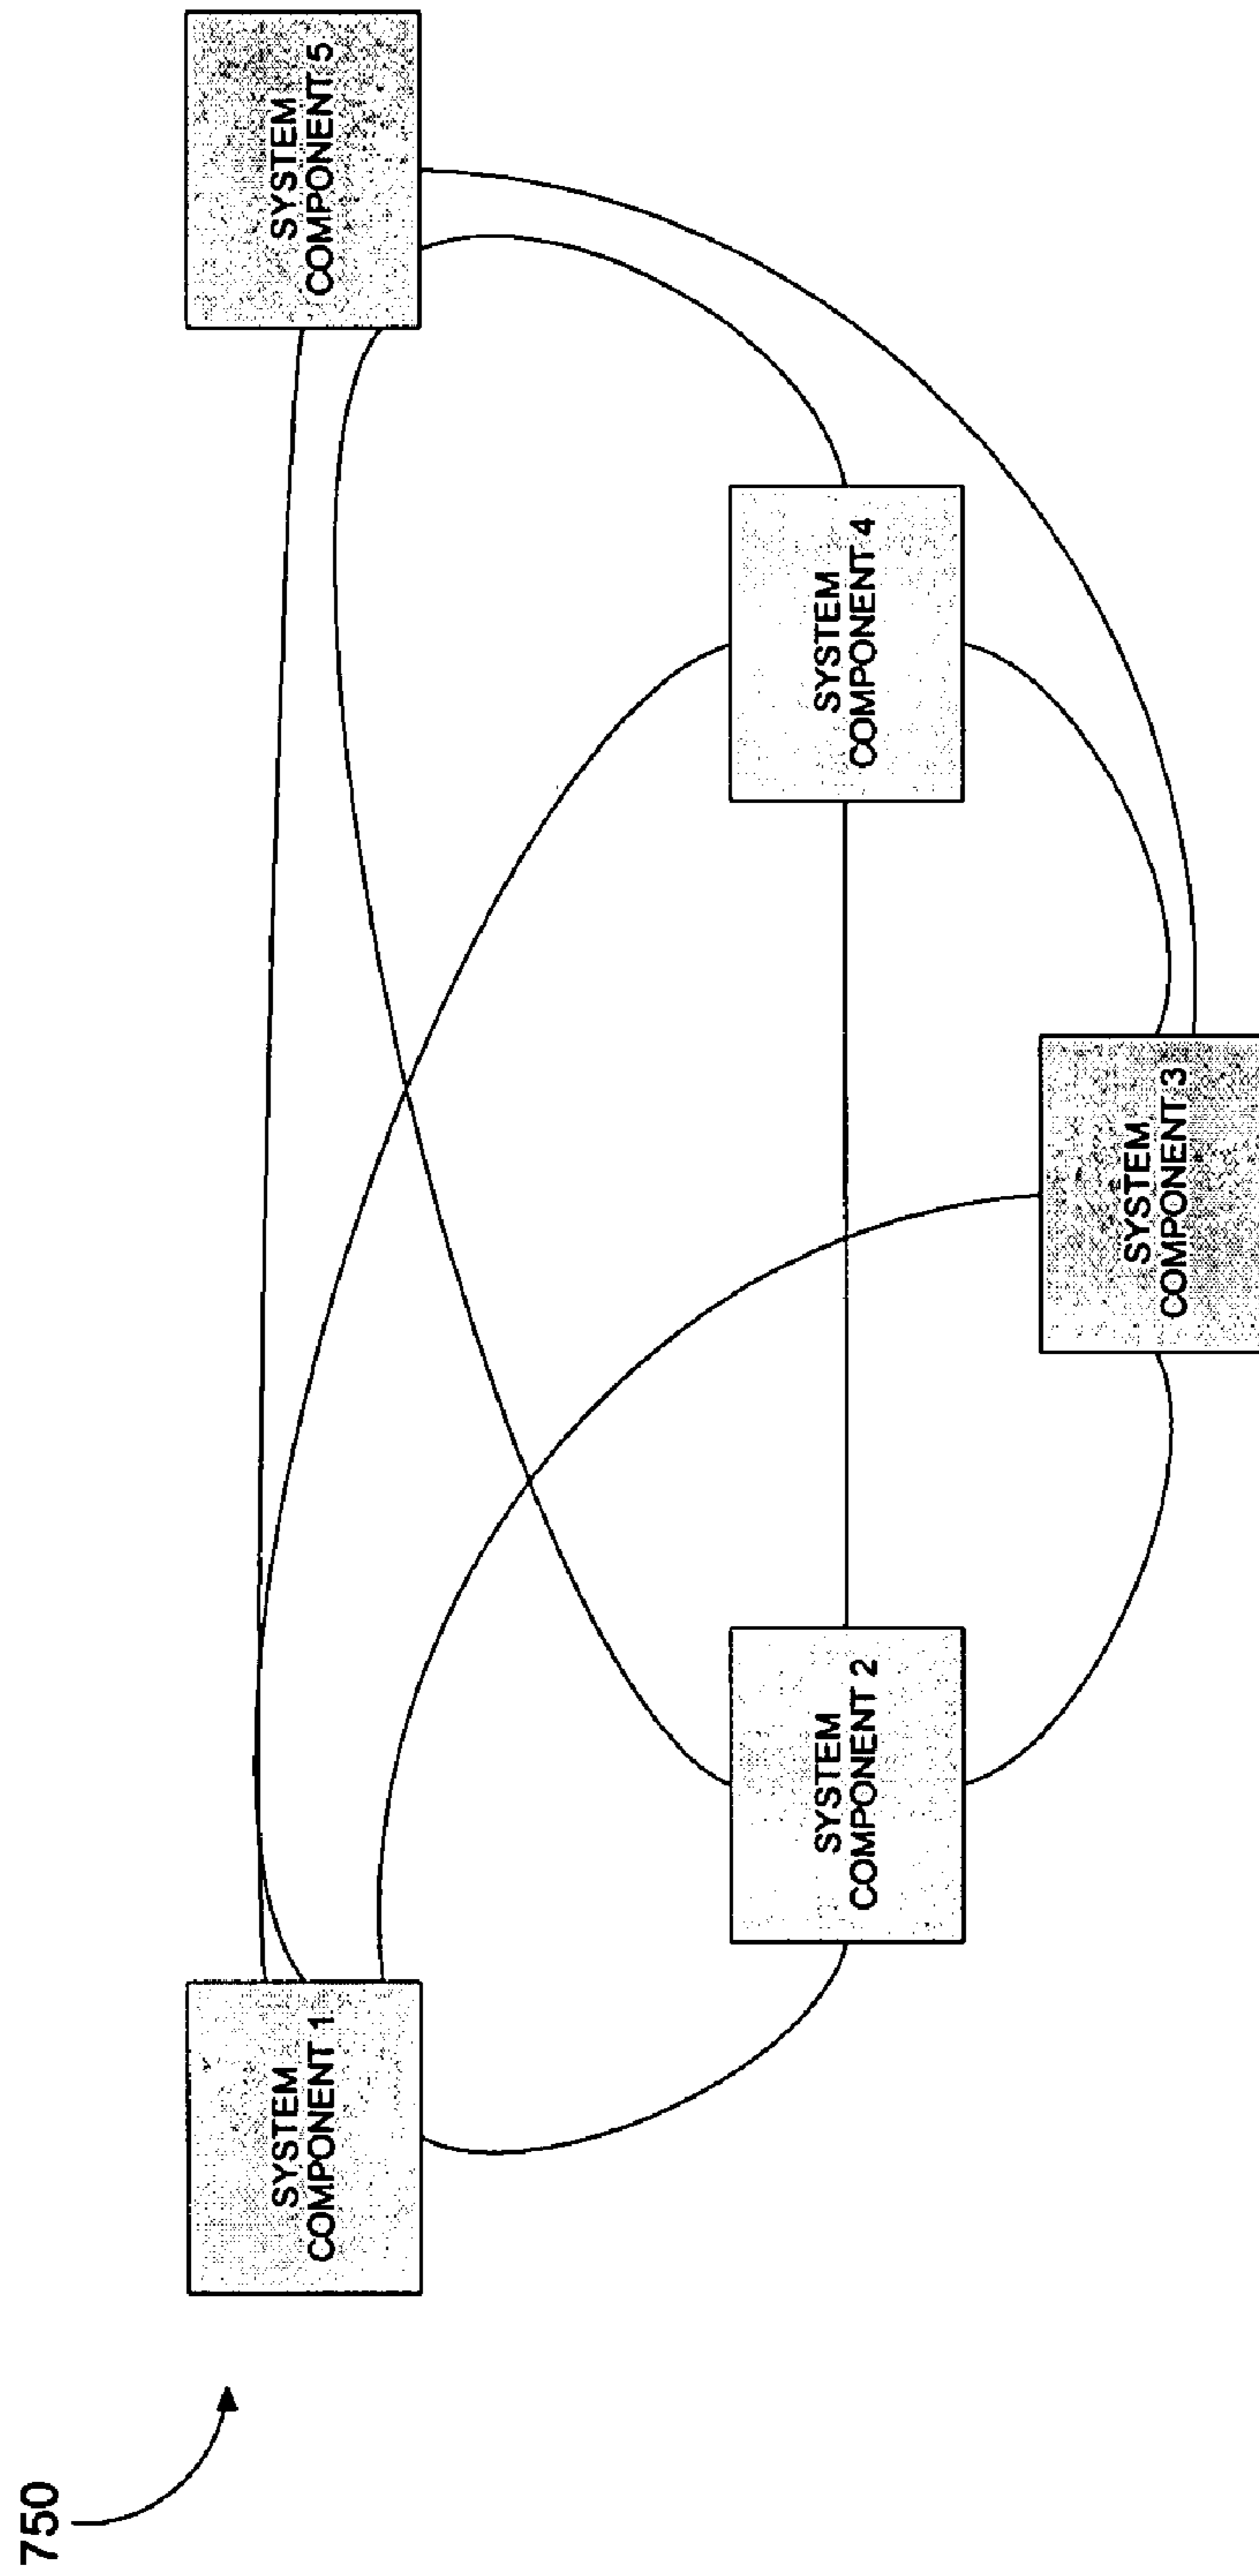 750
SYSTEM
COMPONENT 1
SYSTEM
COMPONENT 2
SYSTEM
COMPONENT 3
SYSTEM
COMPONENT 4
SYSTEM
COMPONENT 5